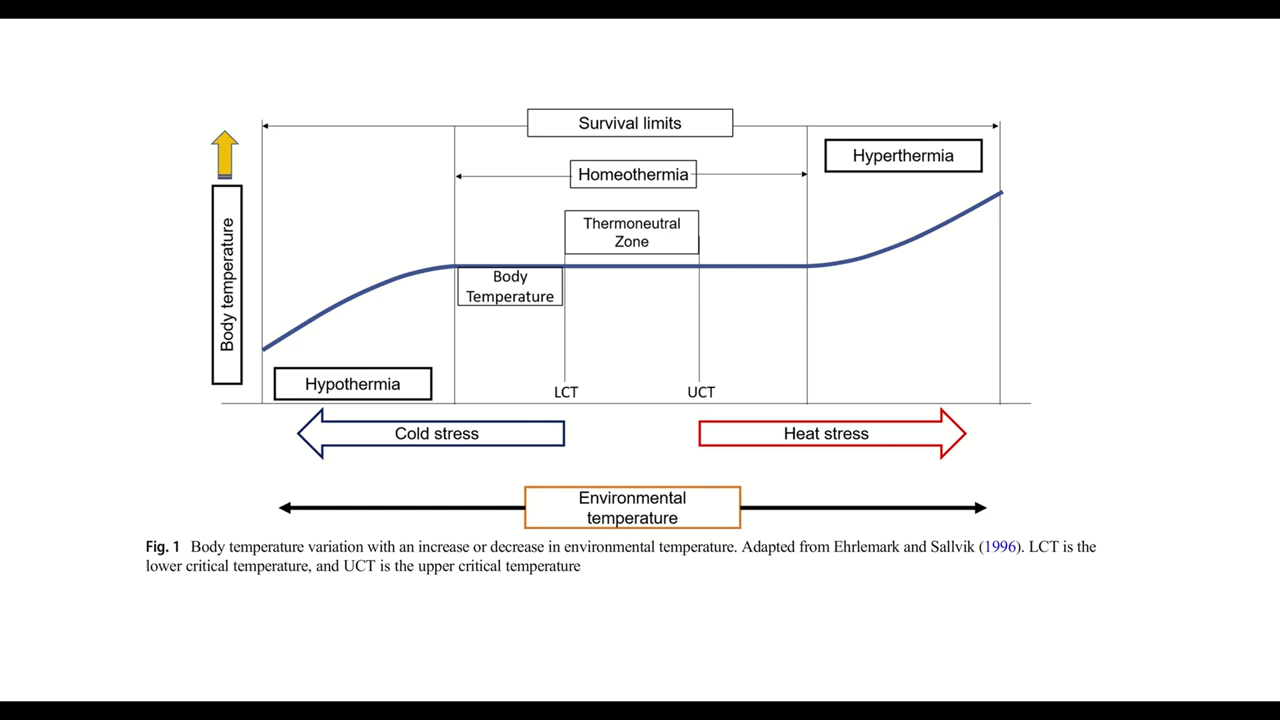 Survival limits
Hyperthermia
Homeothermia
Thermoneutral
Zone
Body temperature
Body
Temperature
Hypothermia
LCT
UCT
Cold stress
Heat stress
Environmental
temperature
Fig. 1 Body temperature variation with an increase or decrease in environmental temperature. Adapted from Ehrlemark and Sallvik (1996). LCT is the
lower critical temperature, and UCT is the upper critical temperature